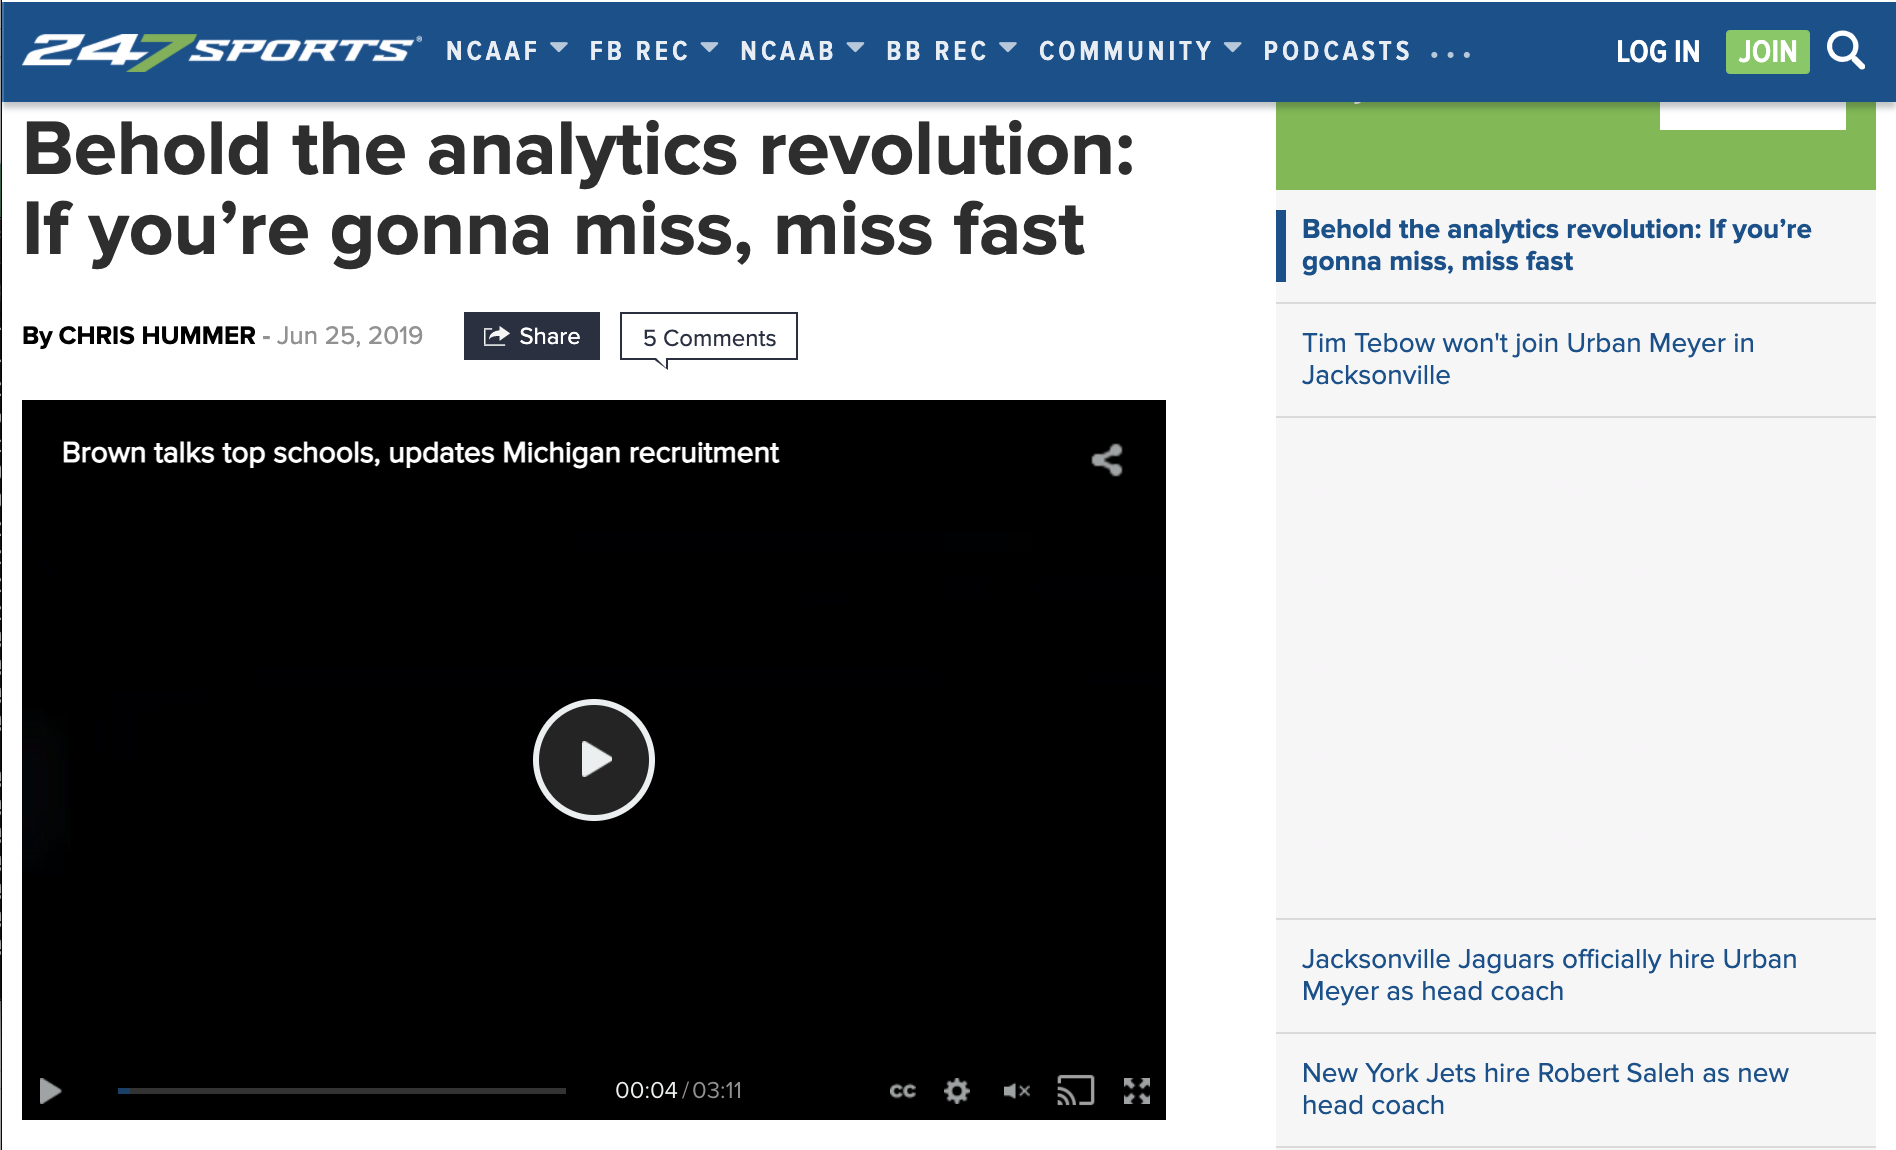 247SPORTS NCAAF FB REC NCAAB BB REC COMMUNITY PODCASTS ... LOG IN JOIN
Behold the analytics revolution:
If you’re gonna miss, miss fast
By CHRIS HUMMER - Jun 25, 2019
Share
5 Comments
Brown talks top schools, updates Michigan recruitment
00:04 / 03:11
CC
Behold the analytics revolution: If you’re
gonna miss, miss fast
Tim Tebow won't join Urban Meyer in
Jacksonville
Jacksonville Jaguars officially hire Urban
Meyer as head coach
New York Jets hire Robert Saleh as new
head coach